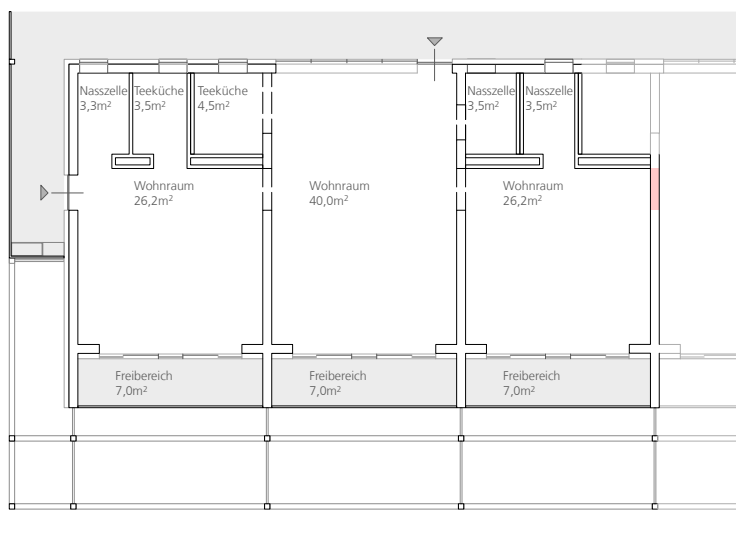 Nasszelle
3,3m²
Teeküche
3,5m²
Teeküche
4,5m²
Nasszelle
3,5m²
Nasszelle
3,5m²
Wohnraum
26,2m²
Wohnraum
40,0m²
Wohnraum
26,2m²
Freibereich
7,0m²
Freibereich
7,0m²
Freibereich
7,0m²